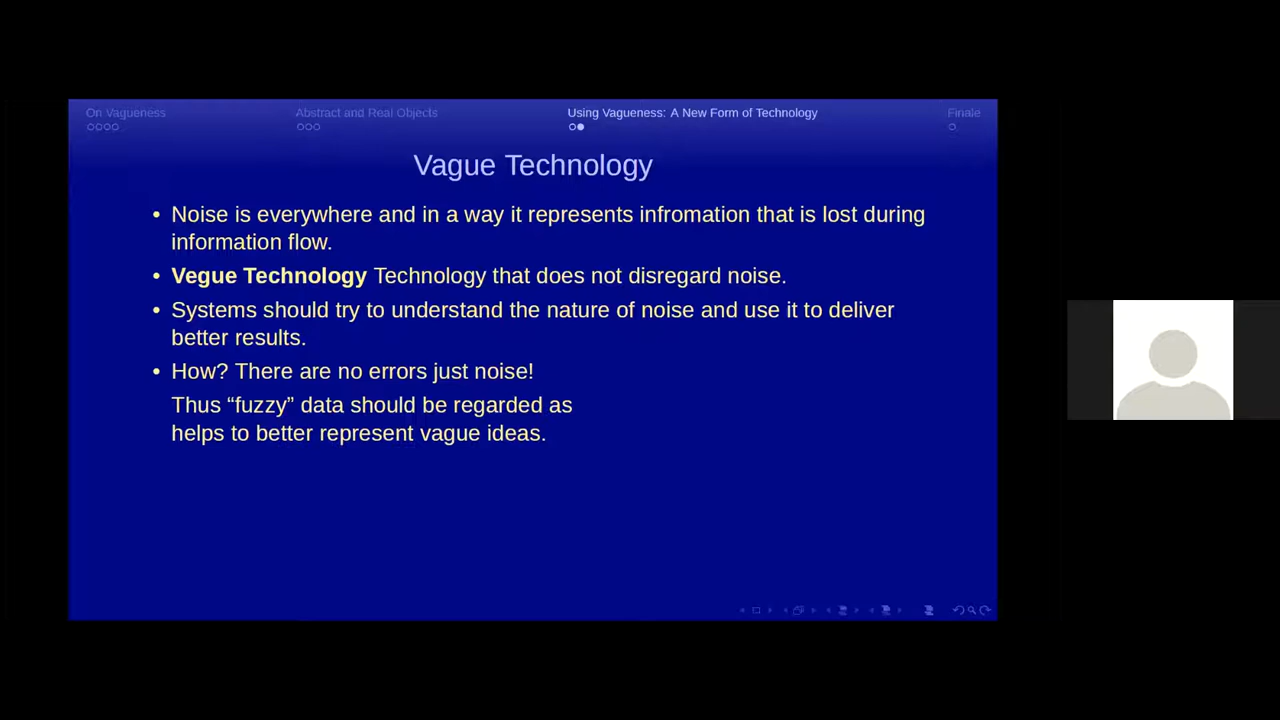 On Vagueness Abstract and Real Objects Using Vagueness: A New Form of Technology Finale
Vague Technology
• Noise is everywhere and in a way it represents infromation that is lost during
information flow.
• Vegue Technology Technology that does not disregard noise.
• Systems should try to understand the nature of noise and use it to deliver
better results.
• How? There are no errors just noise!
Thus “fuzzy” data should be regarded as
helps to better represent vague ideas.